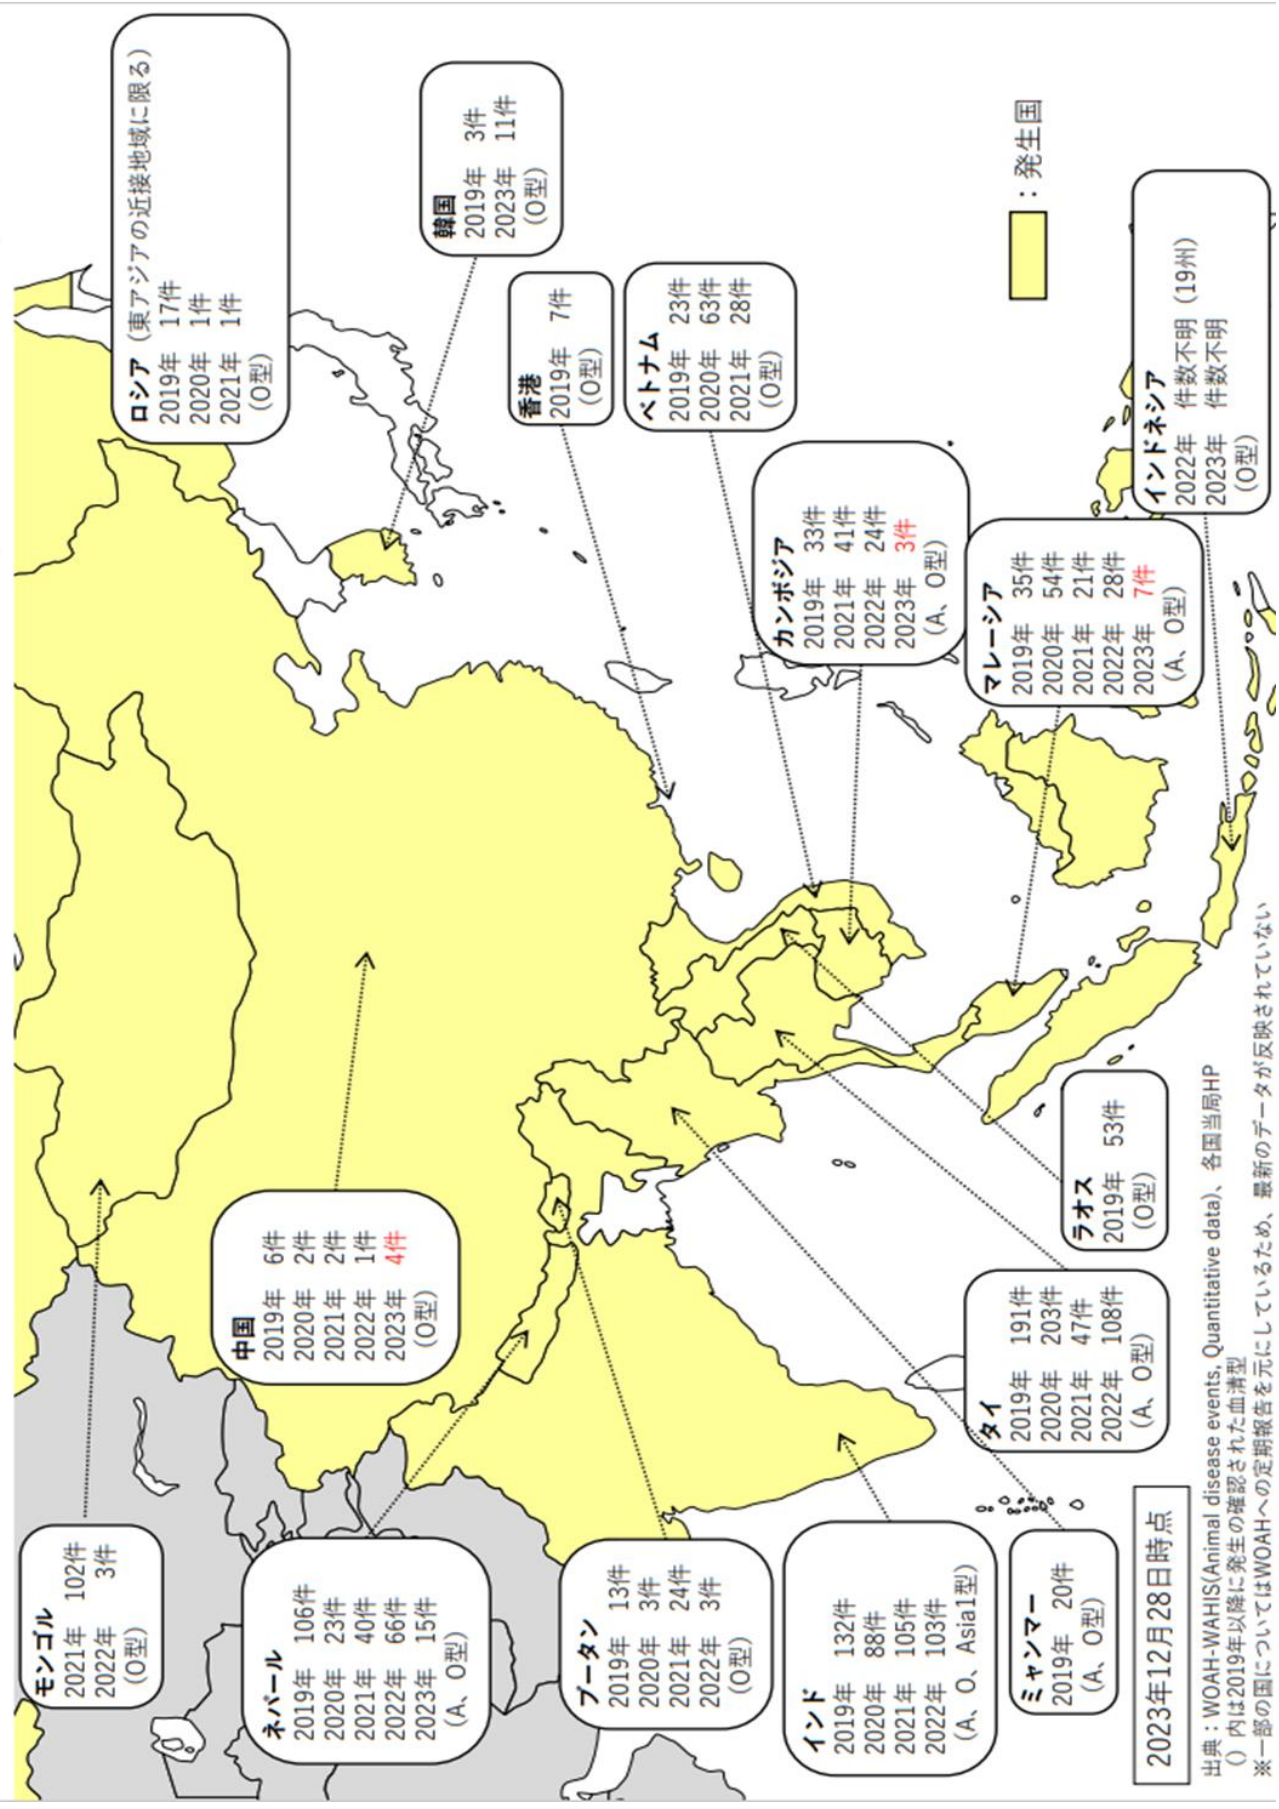 ロシア（東アジアの近接地域に限る）
2019年 17件
2020年 1件
2021年 1件
(O型)
韓国
2019年 3件
2023年 11件
(O型)
香港
2019年 7件
(O型)
ベトナム
2019年 23件
2020年 63件
2021年 28件
(O型)
カンボジア
2019年 33件
2021年 41件
2022年 24件
2023年 3件
(A、O型)
マレーシア
2019年 35件
2020年 54件
2021年 21件
2022年 28件
2023年 7件
(A、O型)
インドネシア
2022年 件数不明（19州）
2023年 件数不明
(O型)
：発生国
モンゴル
2021年 102件
2022年 3件
(O型)
中国
2019年 6件
2020年 2件
2021年 2件
2022年 1件
2023年 4件
(O型)
ネパール
2019年 106件
2020年 23件
2021年 40件
2022年 66件
2023年 15件
(A、O型)
ブータン
2019年 13件
2020年 3件
2021年 24件
2022年 3件
(O型)
インド
2019年 132件
2020年 88件
2021年 105件
2022年 103件
(A、O、Asia1型)
ミャンマー
2019年 20件
(A、O型)
タイ
2019年 191件
2020年 203件
2021年 47件
2022年 108件
(A、O型)
ラオス
2019年 53件
(O型)
2023年12月28日時点
出典：WOAH-WAHIS(Animal disease events, Quantitative data)、各国当局HP
（）内は2019年以降に発生の確認された血清型
※一部の国についてはWOAHへの定期報告を元にしているため、最新のデータが反映されていない